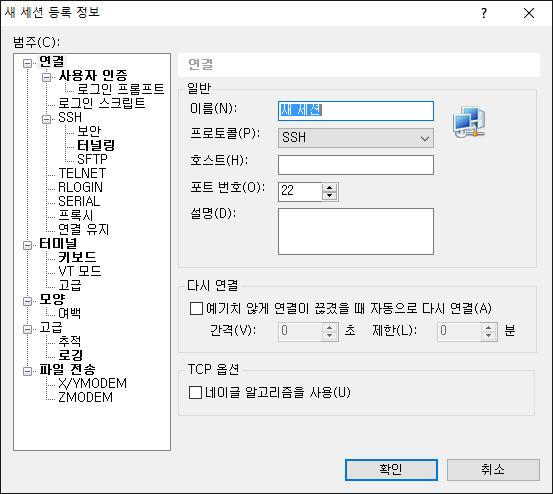 새 세션 등록 정보
?
범주(C):
연결
사용자 인증
로그인 프롬프트
로그인 스크립트
SSH
보안
터널링
SFTP
TELNET
RLOGIN
SERIAL
프록시
연결 유지
터미널
키보드
VT 모드
고급
모양
여백
고급
추적
로깅
파일 전송
X/YMODEM
ZMODEM
연결
일반
이름(N): 새 세션
프로토콜(P): SSH
호스트(H):
포트 번호(O): 22
설명(D):
다시 연결
예기치 않게 연결이 끊겼을 때 자동으로 다시 연결(A)
간격(V): 0 초 제한(L): 0 분
TCP 옵션
네이글 알고리즘을 사용(U)
확인 취소